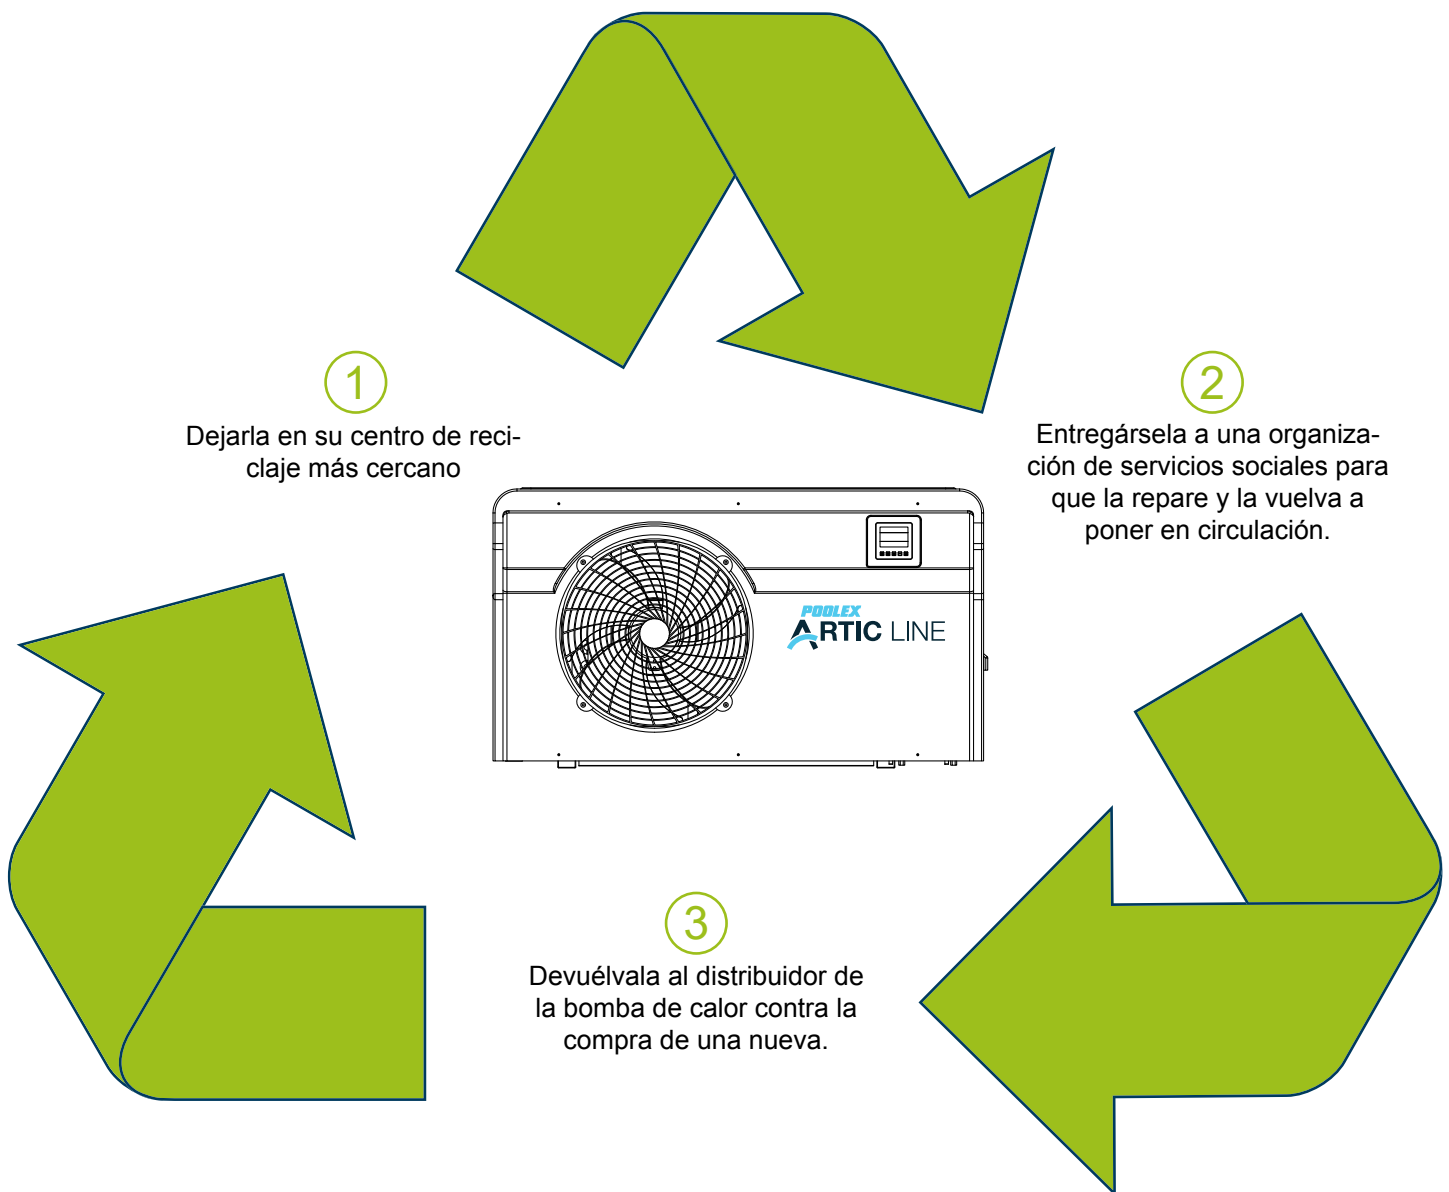 1
Dejarla en su centro de reci-
claje más cercano
2
Entregársela a una organiza-
ción de servicios sociales para
que la repare y la vuelva a
poner en circulación.
POOLEX
ARTIC LINE
3
Devuélvala al distribuidor de
la bomba de calor contra la
compra de una nueva.